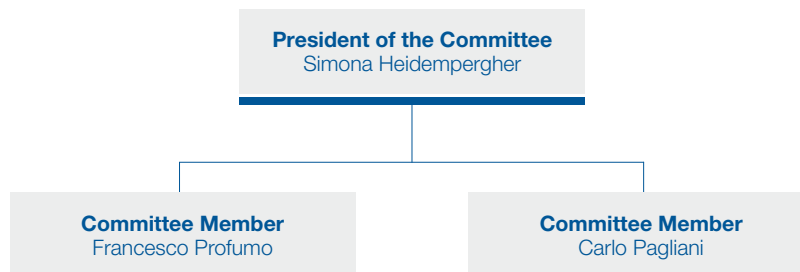 President of the Committee
Simona Heidempergher
Committee Member
Francesco Profumo
Committee Member
Carlo Pagliani